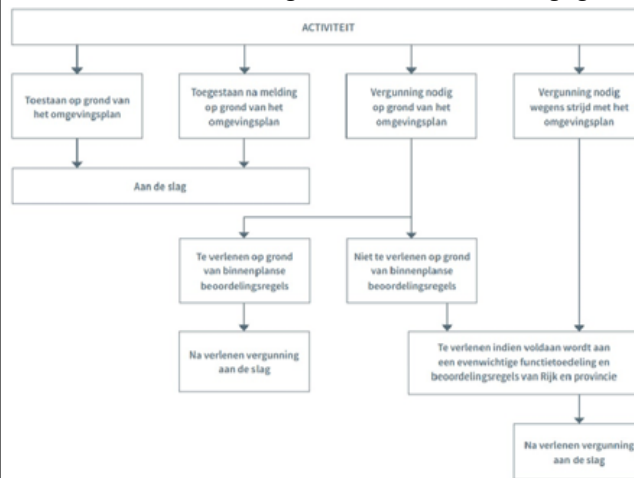 ACTIVITEIT
Toestaan op grond van
het omgevingsplan
Toegestaan na melding
op grond van het
omgevingsplan
Vergunning nodig
op grond van het
omgevingsplan
Vergunning nodig
wegens strijd met het
omgevingsplan
Aan de slag
Te verlenen op grond
van binnenplanse
beoordelingsregels
Niet te verlenen op grond
van binnenplanse
beoordelingsregels
Na verlenen vergunning
aan de slag
Te verlenen indien voldaan wordt aan
een evenwichtige functietoedeling en
beoordelingsregels van Rijk en provincie
Na verlenen vergunning
aan de slag